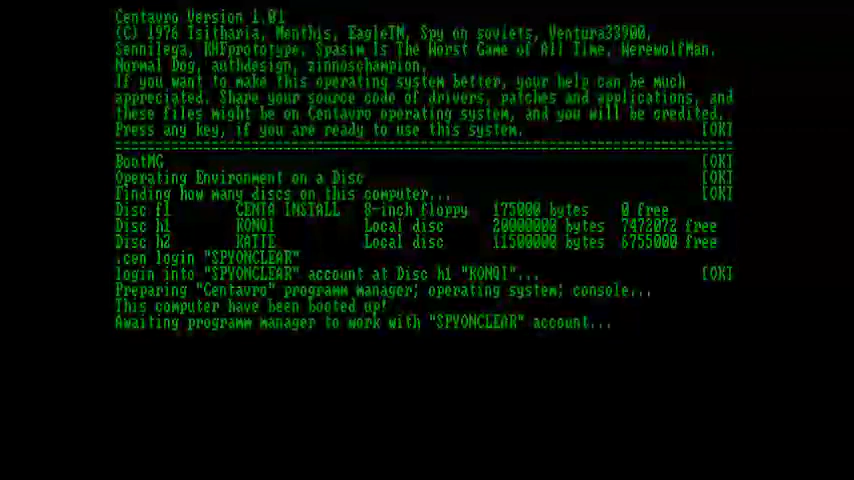 Centavro Version 1.01
(C) 1976 Tsitharia, Menthis, EagleTM, Spy on soviets, Ventura33900,
Sennilega, KHFprototype, Spasim Is The Worst Game of All Time, WerewolfMan,
Normal Dog, authdesign, zinnoschampion,
If you want to make this operating system better, your help can be much
appreciated. Share your source code of drivers, patches and applications, and
these files might be on Centavro operating system, and you will be credited.
Press any key, if you are ready to use this system. [OK]
BootMG [OK]
Operating Environment on a Disc [OK]
Finding how many discs on this computer... [OK]
Disc f1 CENTA INSTALL 8-inch floppy 175000 bytes 0 free
Disc h1 KONQ1 Local disc 20000000 bytes 7472072 free
Disc h2 KATIE Local disc 11500000 bytes 6755000 free
.cen login "SPYONCLEAR"
login into "SPYONCLEAR" account at Disc h1 "KONQ1"... [OK]
Preparing "Centavro" programm manager; operating system; console...
This computer have been booted up!
Awaiting programm manager to work with "SPYONCLEAR" account...